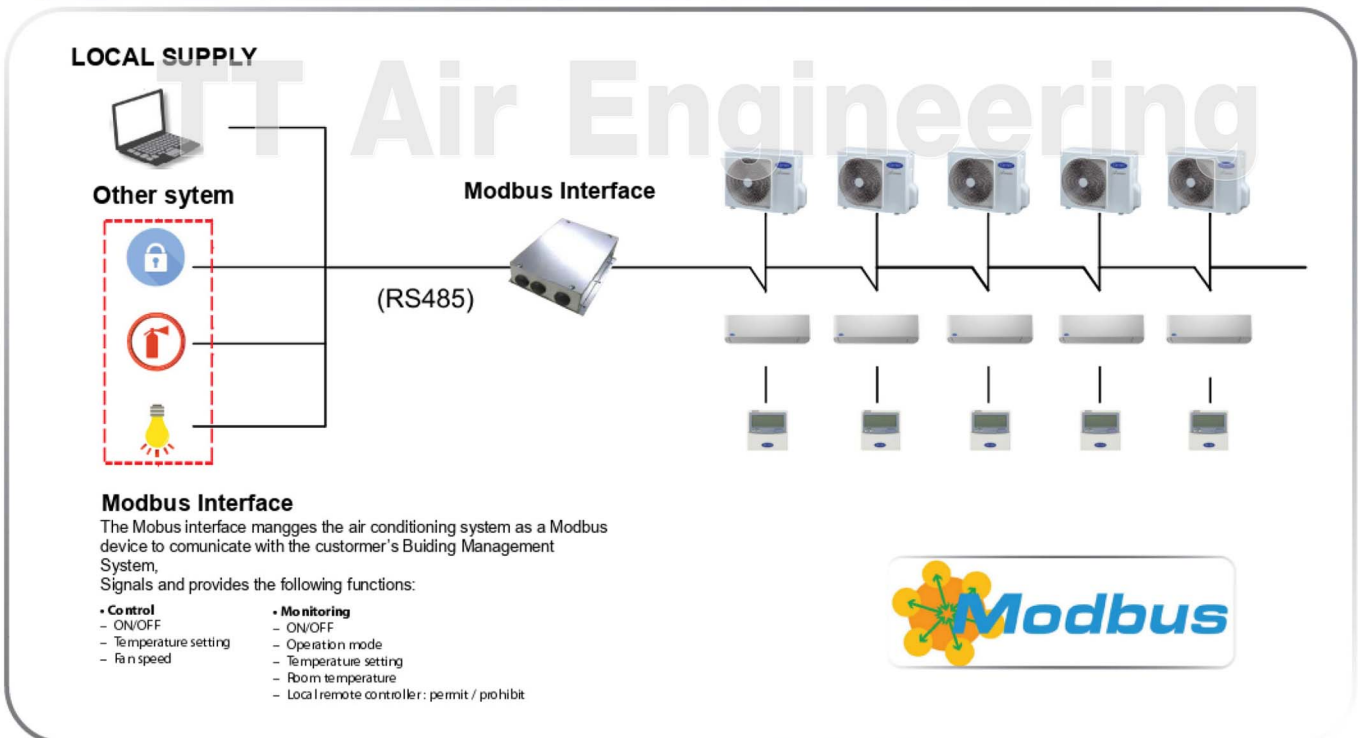 LOCAL SUPPLY
TT Air Engineering
Other sytem
Modbus Interface
(RS485)
Modbus Interface
The Mobus interface mangges the air conditioning system as a Modbus
device to comunicate with the custormer's Buiding Management
System,
Signals and provides the following functions:
• Control
– ON/OFF
– Temperature setting
– Fan speed
• Monitoring
– ON/OFF
– Operation mode
– Temperature setting
– Room temperature
– Local remote controller : permit / prohibit
Modbus